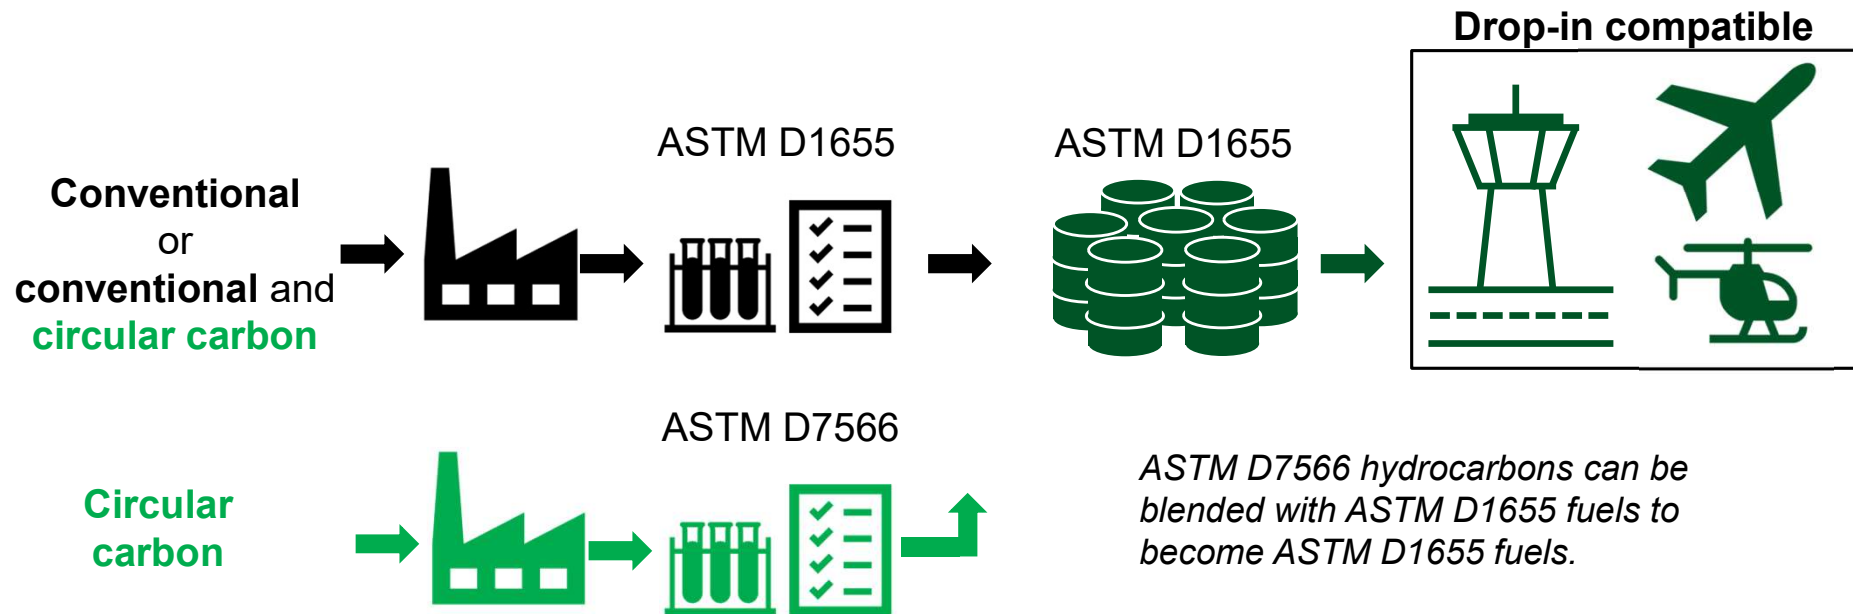 Drop-in compatible
ASTM D1655
ASTM D1655
Conventional
or
conventional and
circular carbon
ASTM D7566
Circular
carbon
ASTM D7566 hydrocarbons can be
blended with ASTM D1655 fuels to
become ASTM D1655 fuels.